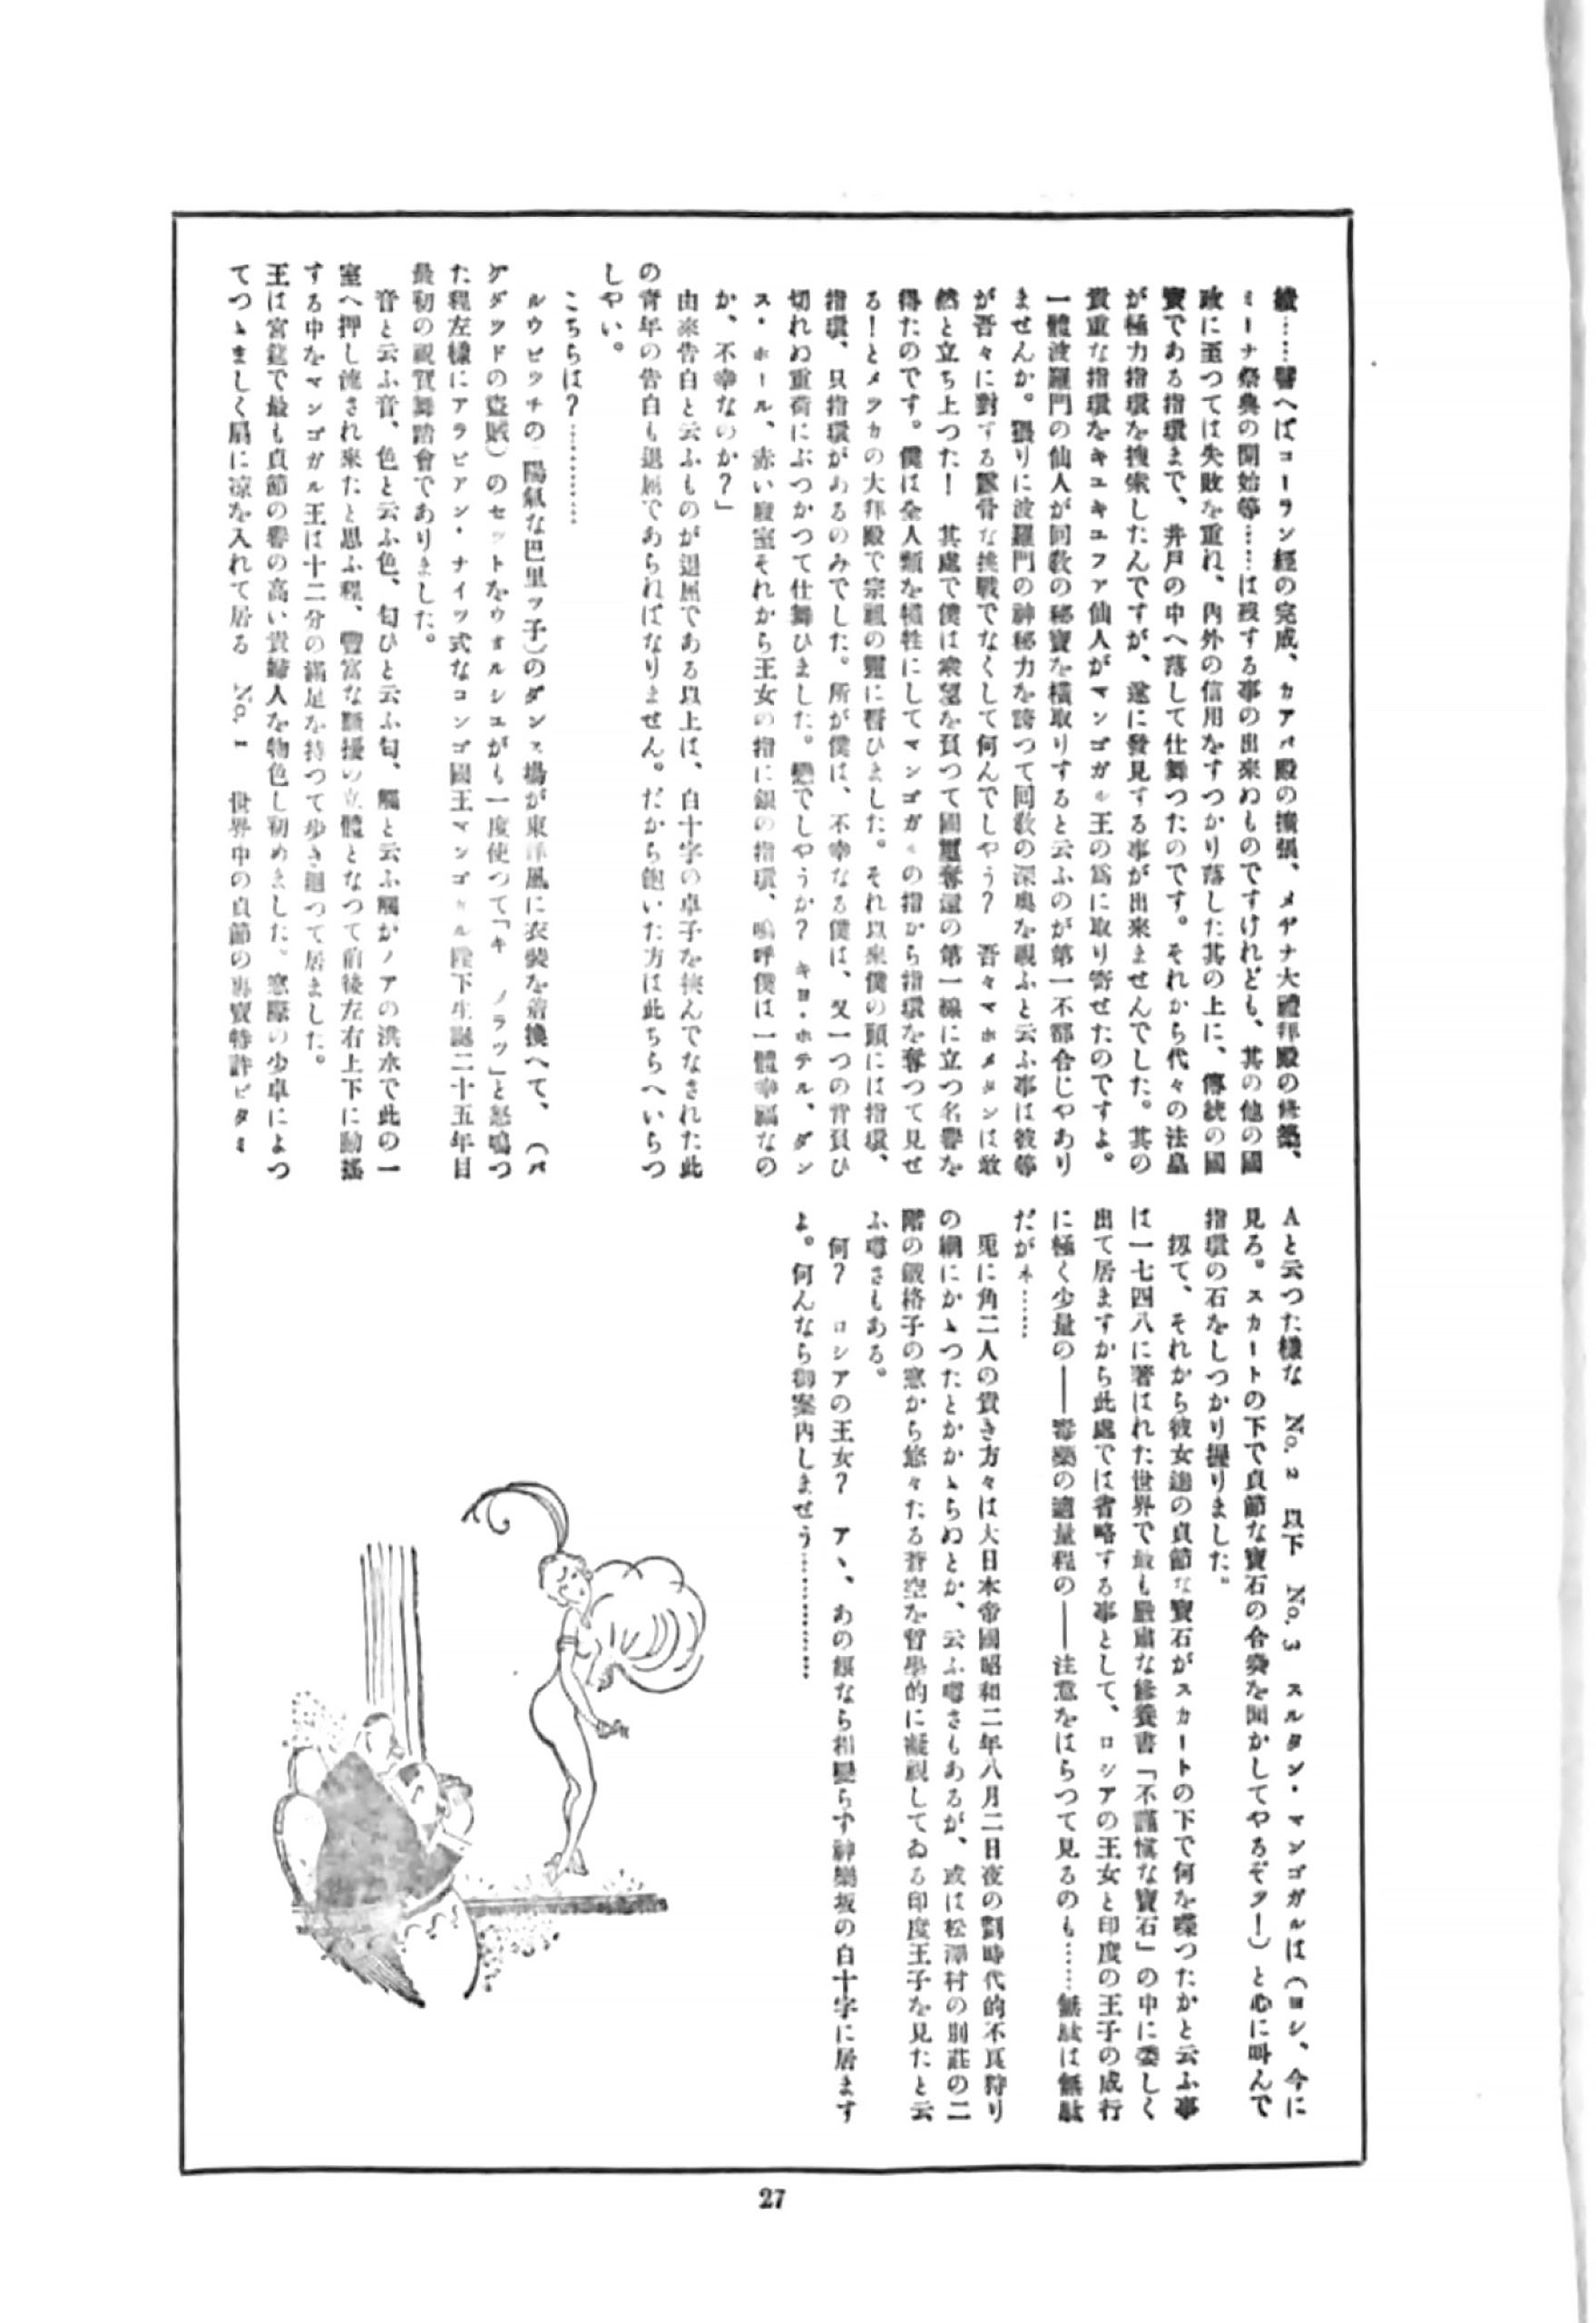 績……譬へばコーラン經の完成、カアバ殿の擴張、メヂナ大禮拜殿の修築、
ミーナ祭典の開始等……は沒する事の出來ぬものですけれども、其の他の國
政に至つては失敗を重ね、內外の信用をすつかり落した其の上に、傳統の國
寶である指環まで、井戶の中へ落して仕舞つたのです。それから代々の法皇
が極力指環を搜索したんですが、遂に發見する事が出來ませんでした。其の
貴重な指環をキユキユファ仙人がマンゴガル王の爲に取り寄せたのですよ。
一體波羅門の仙人が回敎の秘寶を橫取りすると云ふのが第一不都合じやあり
ませんか。猥りに波羅門の神秘力を誇つて回敎の深奥を覗ふと云ふ事は彼等
が吾々に對する露骨な挑戰でなくして何んでしやう? 吾々マホメタンは敢
然と立ち上つた! 其處で僕は衆望を負つて國寶奪還の第一線に立つ名譽を
得たのです。僕は全人類を犧牲にしてマンゴガルの指から指環を奪つて見せ
る!とメツカの大拜殿で宗祖の靈に誓ひました。それ以來僕の頭には指環、
指環、只指環があるのみでした。所が僕は、不幸なる僕は、又一つの背負ひ
切れぬ重荷にぶつかつて仕舞ひました。戀でしやうか? キヨ・ホテル、ダン
ス・ホール、赤い寢室それから王女の指に銀の指環、嗚呼僕は一體幸福なの
か、不幸なのか?」
由來告白と云ふものが退屈である以上は、白十字の卓子を挾んでなされた此
の靑年の告白も退屈であらねばなりません。だから飽いた方は此ちらへいらつ
しやい。
こちらは?…………
ルウビツチの(陽氣な巴里ツ子)のダンス場が東洋風に衣裝を着換へて、(バ
グダツドの盜賊)のセツトをウオルシユがも一度使つて「キ ノラツ」と怒鳴つ
た程左樣にアラビアン・ナイツ式なコンゴ國王マンゴガル陛下生誕二十五年目
最初の祝賀舞踏會でありました。
音と云ふ音、色と云ふ色、匂ひと云ふ匂、觸と云ふ觸がノアの洪水で此の一
室へ押し流され來たと思ふ程、豐富な騷擾の立體となつて前後左右上下に動搖
する中をマンゴガル王は十二分の滿足を持つて步き廻つて居ました。
王は宮廷で最も貞節の譽の高い貴婦人を物色し初めました。窓際の少卓によつ
てつゝましく扇に凉を入れて居る No. 1 世界中の貞節の專賣特許ビタミ
Aと云つた樣な No. 2 以下 No. 3 スルタン・マンゴガルは(ヨシ、今に
見ろ。スカートの下で貞節な寶石の合奏を聞かしてやるぞツー)と心に叫んで
指環の石をしつかり握りました。
扨て、それから彼女達の貞節な寶石がスカートの下で何を喋つたかと云ふ事
は一七四八に著はれた世界で最も嚴肅な修養書「不謹愼な寶石」の中に委しく
出て居ますから此處では省略する事として、ロシアの王女と印度の王子の成行
に極く少量の――毒藥の適量程の――注意をはらつて見るのも……無駄は無駄
だがネ……
兎に角二人の貴き方々は大日本帝國昭和二年八月二日夜の劃時代的不良狩り
の網にかゝつたとかかゝらぬとか、云ふ噂さもあるが、或は松澤村の別莊の二
階の鐵格子の窓から悠々たる蒼空を哲學的に凝視してゐる印度王子を見たと云
ふ噂さもある。
何? ロシアの王女? アヽ、あの娘なら相變らず神樂坂の白十字に居ます
よ。何んなら御案內しませう…………
27